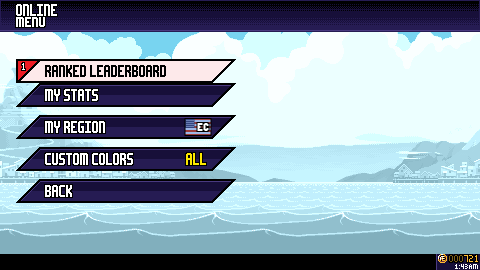 ONLINE
MENU
1
RANKED LEADERBOARD
MY STATS
MY REGION EC
CUSTOM COLORS ALL
BACK
000721
1:43AM